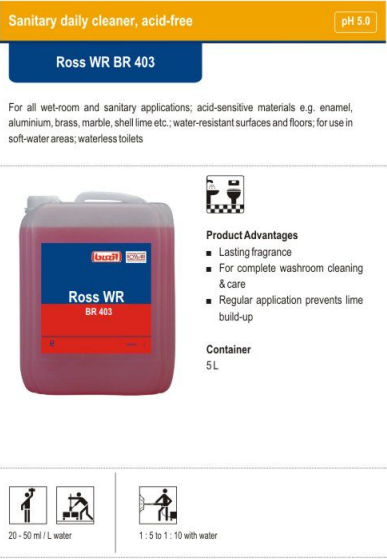 Sanitary daily cleaner, acid-free
pH 5.0
Ross WR BR 403
For all wet-room and sanitary applications; acid-sensitive materials e.g. enamel,
aluminium, brass, marble, shell lime etc.; water-resistant surfaces and floors; for use in
soft-water areas; waterless toilets
buzil
Ross WR
BR 403
Product Advantages
■ Lasting fragrance
■ For complete washroom cleaning
& care
■ Regular application prevents lime
build-up
Container
5 L
20 - 50 ml / L water
1 : 5 to 1 : 10 with water